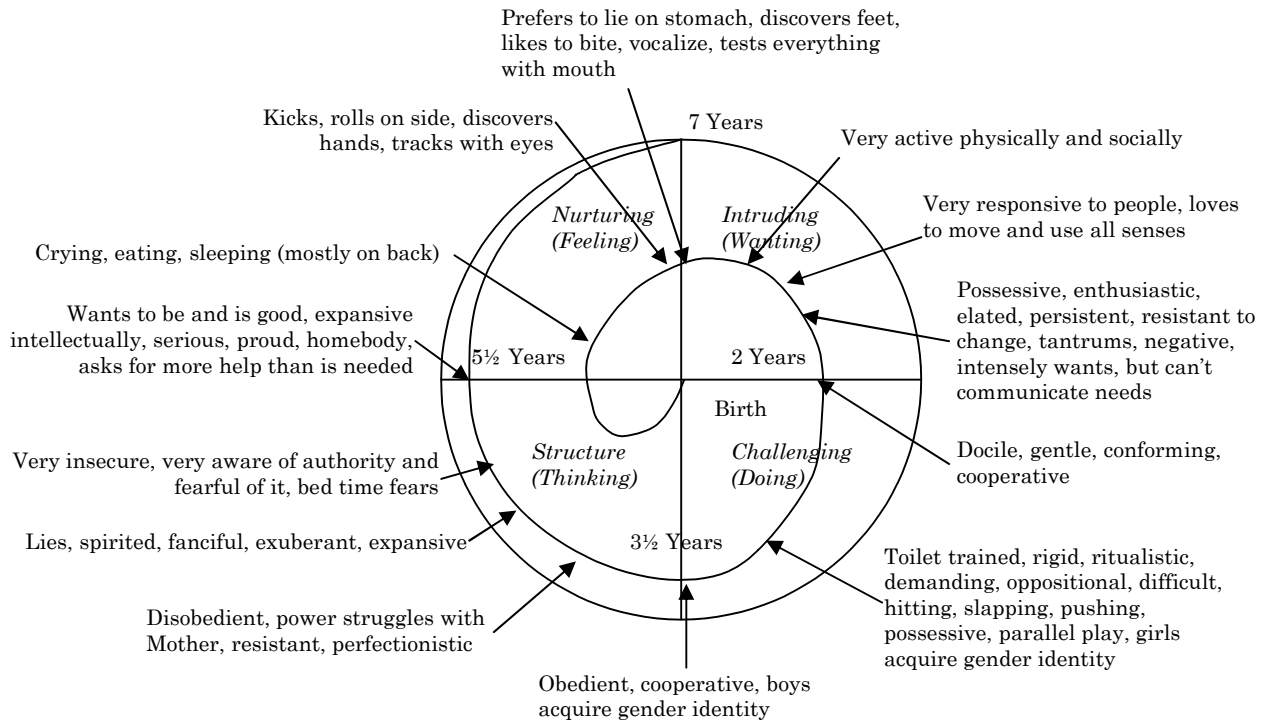 Prefers to lie on stomach, discovers feet,
likes to bite, vocalize, tests everything
with mouth
Kicks, rolls on side, discovers
hands, tracks with eyes
7 Years
Very active physically and socially
Nurturing
(Feeling)
Intruding
(Wanting)
Very responsive to people, loves
to move and use all senses
Crying, eating, sleeping (mostly on back)
Wants to be and is good, expansive
intellectually, serious, proud, homebody,
asks for more help than is needed
5½ Years
2 Years
Possessive, enthusiastic,
elated, persistent, resistant to
change, tantrums, negative,
intensely wants, but can’t
communicate needs
Birth
Structure
(Thinking)
Challenging
(Doing)
Docile, gentle, conforming,
cooperative
Very insecure, very aware of authority and
fearful of it, bed time fears
Lies, spirited, fanciful, exuberant, expansive
3½ Years
Toilet trained, rigid, ritualistic,
demanding, oppositional, difficult,
hitting, slapping, pushing,
possessive, parallel play, girls
acquire gender identity
Disobedient, power struggles with
Mother, resistant, perfectionistic
Obedient, cooperative, boys
acquire gender identity